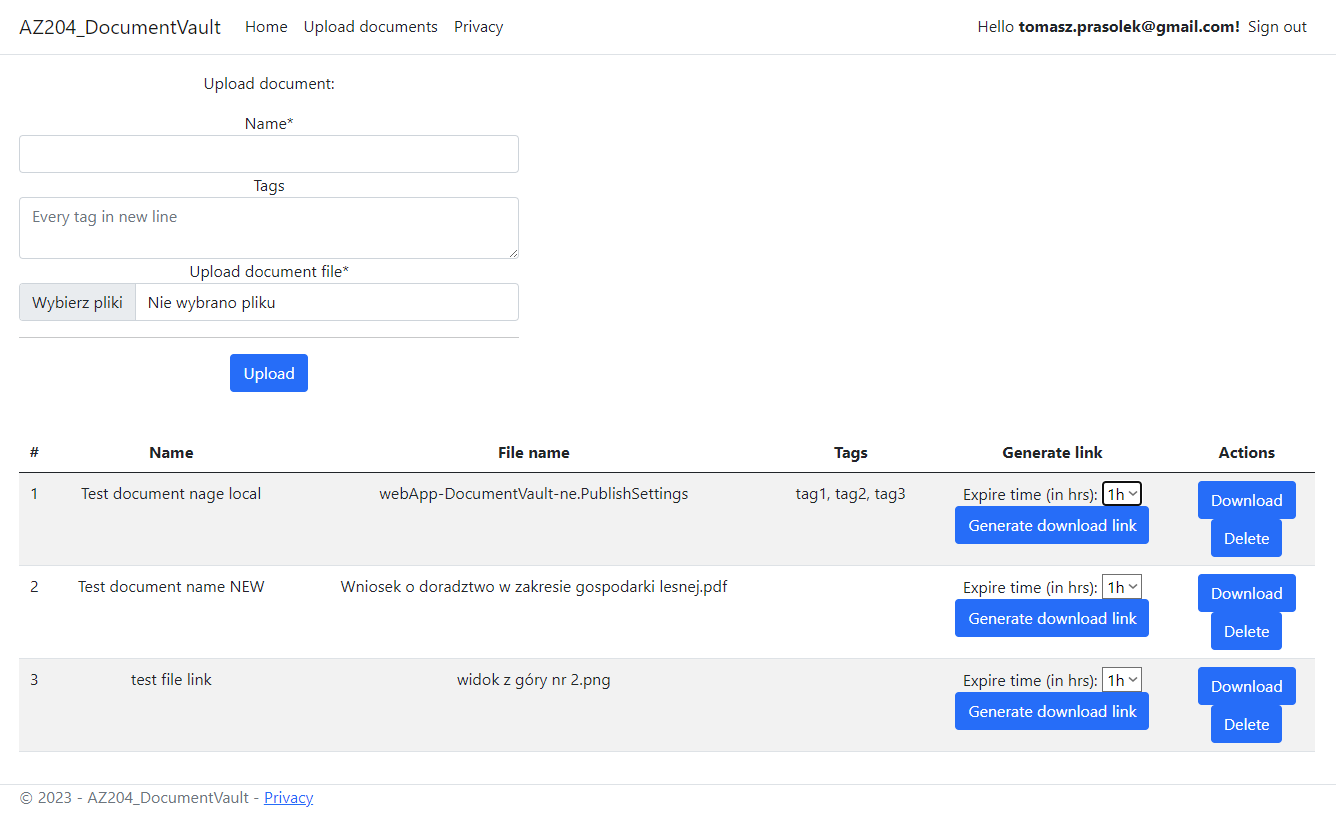 AZ204_DocumentVault Home Upload documents Privacy Hello tomasz.prasolek@gmail.com! Sign out
Upload document:
Name*
Tags
Every tag in new line
Upload document file*
Wybierz pliki Nie wybrano pliku
Upload
# Name File name Tags Generate link Actions
1 Test document nage local webApp-DocumentVault-ne.PublishSettings tag1, tag2, tag3 Expire time (in hrs): 1h Download
Generate download link Delete
2 Test document name NEW Wniosek o doradztwo w zakresie gospodarki lesnej.pdf Expire time (in hrs): 1h Download
Generate download link Delete
3 test file link widok z góry nr 2.png Expire time (in hrs): 1h Download
Generate download link Delete
© 2023 - AZ204_DocumentVault - Privacy